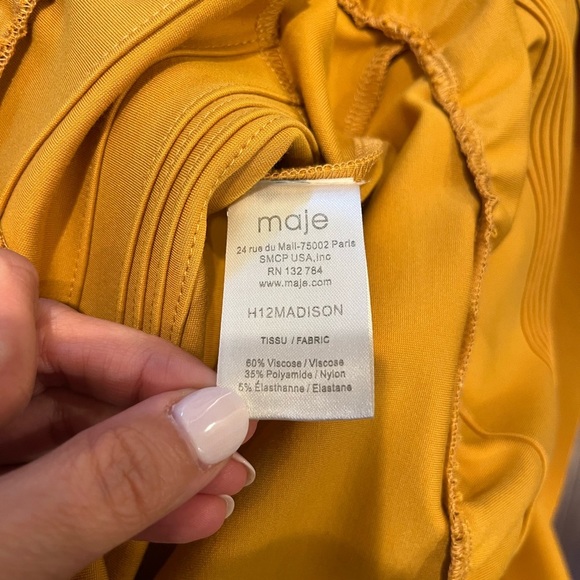 maje
24 rue du Mail-75002 Paris
SMCP USA,inc
RN 132 784
www.maje.com
H12MADISON
TISSU / FABRIC
60% Viscose / Viscose
35% Polyamide / Nylon
5% Élasthanne / Elastane